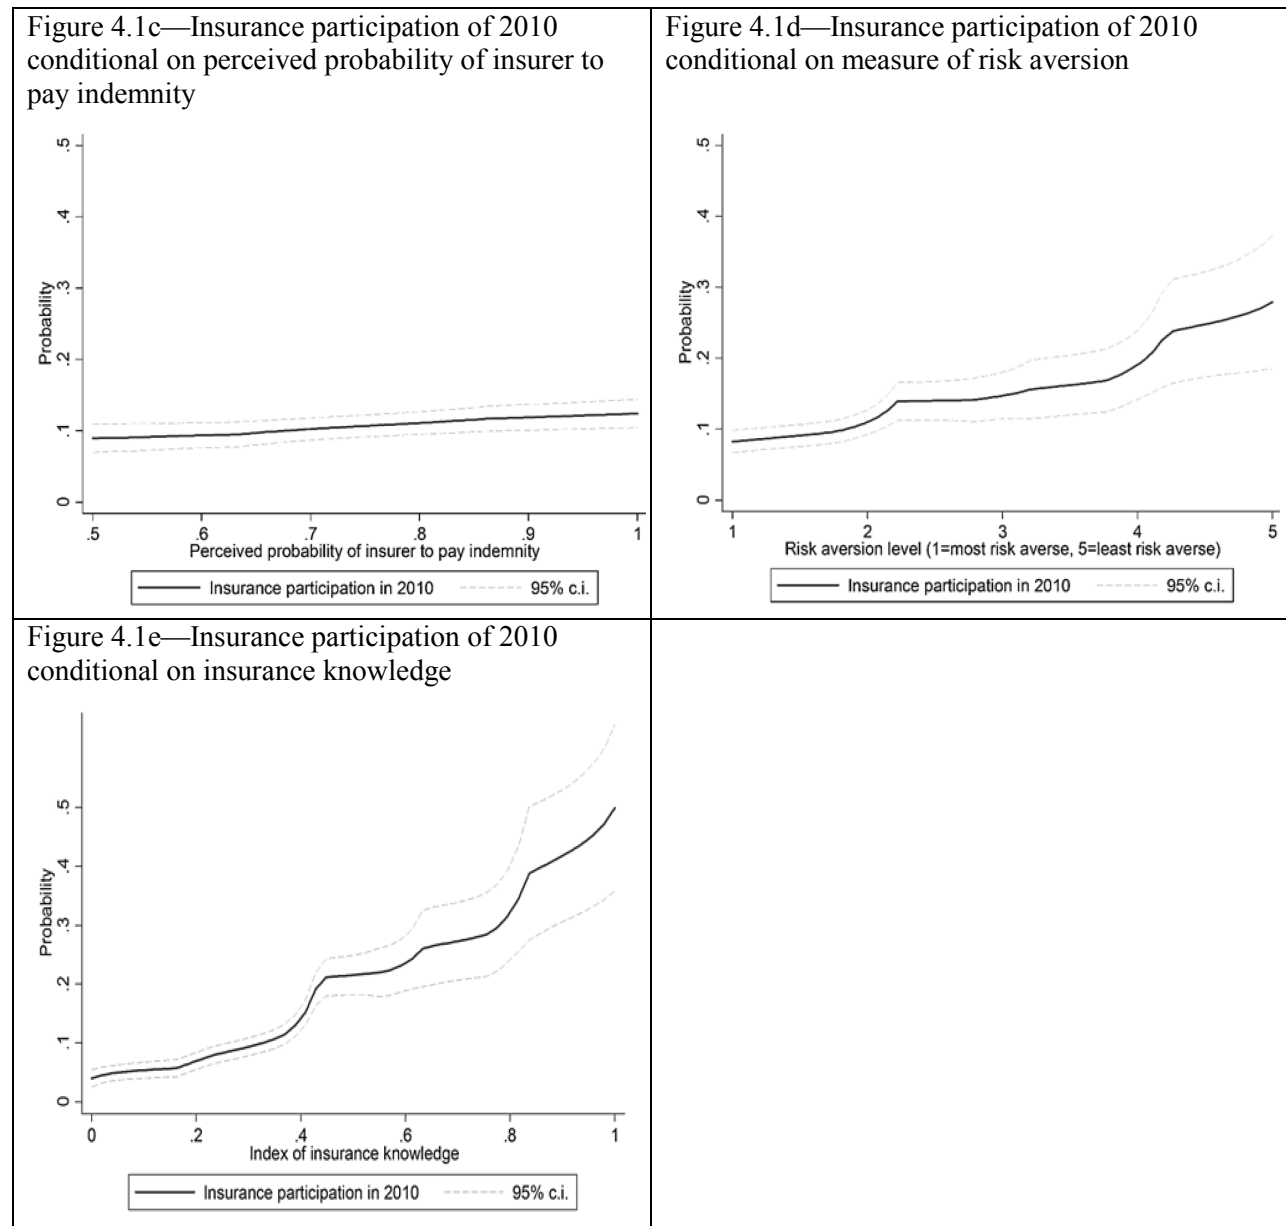 Figure 4.1c—Insurance participation of 2010
conditional on perceived probability of insurer to
pay indemnity
.5
.4
.3
.2
.1
0
Probability
.5 .6 .7 .8 .9 1
Perceived probability of insurer to pay indemnity
Insurance participation in 2010 95% c.i.
Figure 4.1d—Insurance participation of 2010
conditional on measure of risk aversion
.5
.4
.3
.2
.1
0
Probability
1 2 3 4 5
Risk aversion level (1=most risk averse, 5=least risk averse)
Insurance participation in 2010 95% c.i.
Figure 4.1e—Insurance participation of 2010
conditional on insurance knowledge
.5
.4
.3
.2
.1
0
Probability
0 .2 .4 .6 .8 1
Index of insurance knowledge
Insurance participation in 2010 95% c.i.